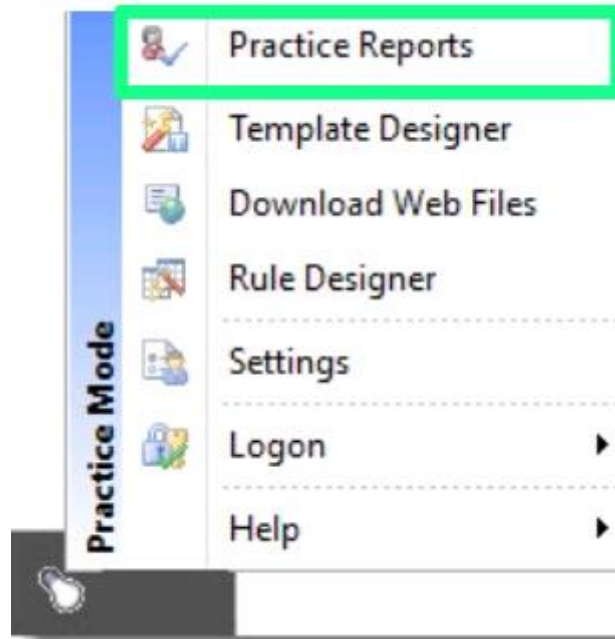 Practice Reports
Template Designer
Download Web Files
Rule Designer
Settings
Logon
Help
Practice Mode